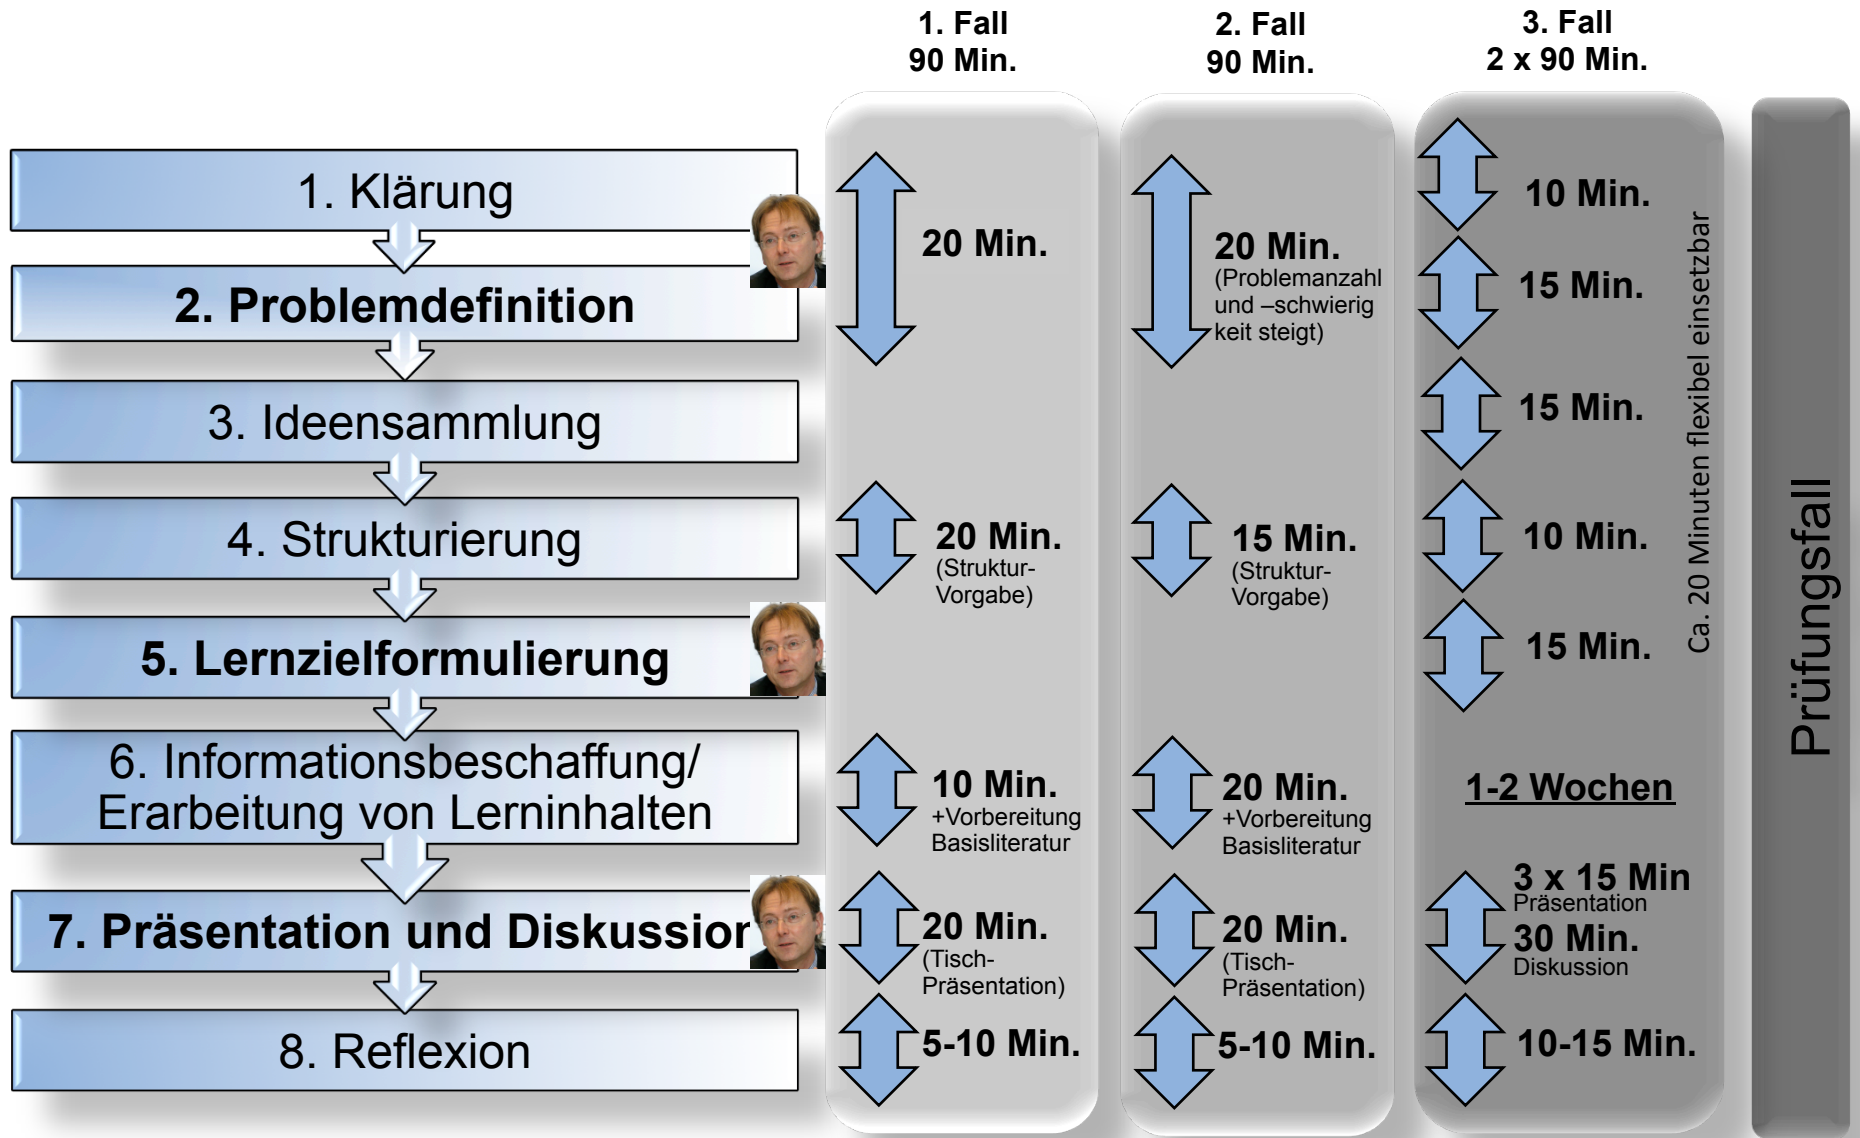 1. Fall
90 Min.
2. Fall
90 Min.
3. Fall
2 x 90 Min.
1. Klärung
2. Problemdefinition
3. Ideensammlung
4. Strukturierung
5. Lernzielformulierung
6. Informationsbeschaffung/
Erarbeitung von Lerninhalten
7. Präsentation und Diskussion
8. Reflexion
20 Min.
20 Min.
(Struktur-
Vorgabe)
10 Min.
+Vorbereitung
Basisliteratur
20 Min.
(Tisch-
Präsentation)
5-10 Min.
20 Min.
(Problemanzahl
und –schwierig
keit steigt)
15 Min.
(Struktur-
Vorgabe)
20 Min.
+Vorbereitung
Basisliteratur
20 Min.
(Tisch-
Präsentation)
5-10 Min.
10 Min.
15 Min.
15 Min.
10 Min.
15 Min.
1-2 Wochen
3 x 15 Min
Präsentation
30 Min.
Diskussion
10-15 Min.
Ca. 20 Minuten flexibel einsetzbar
Prüfungsfall